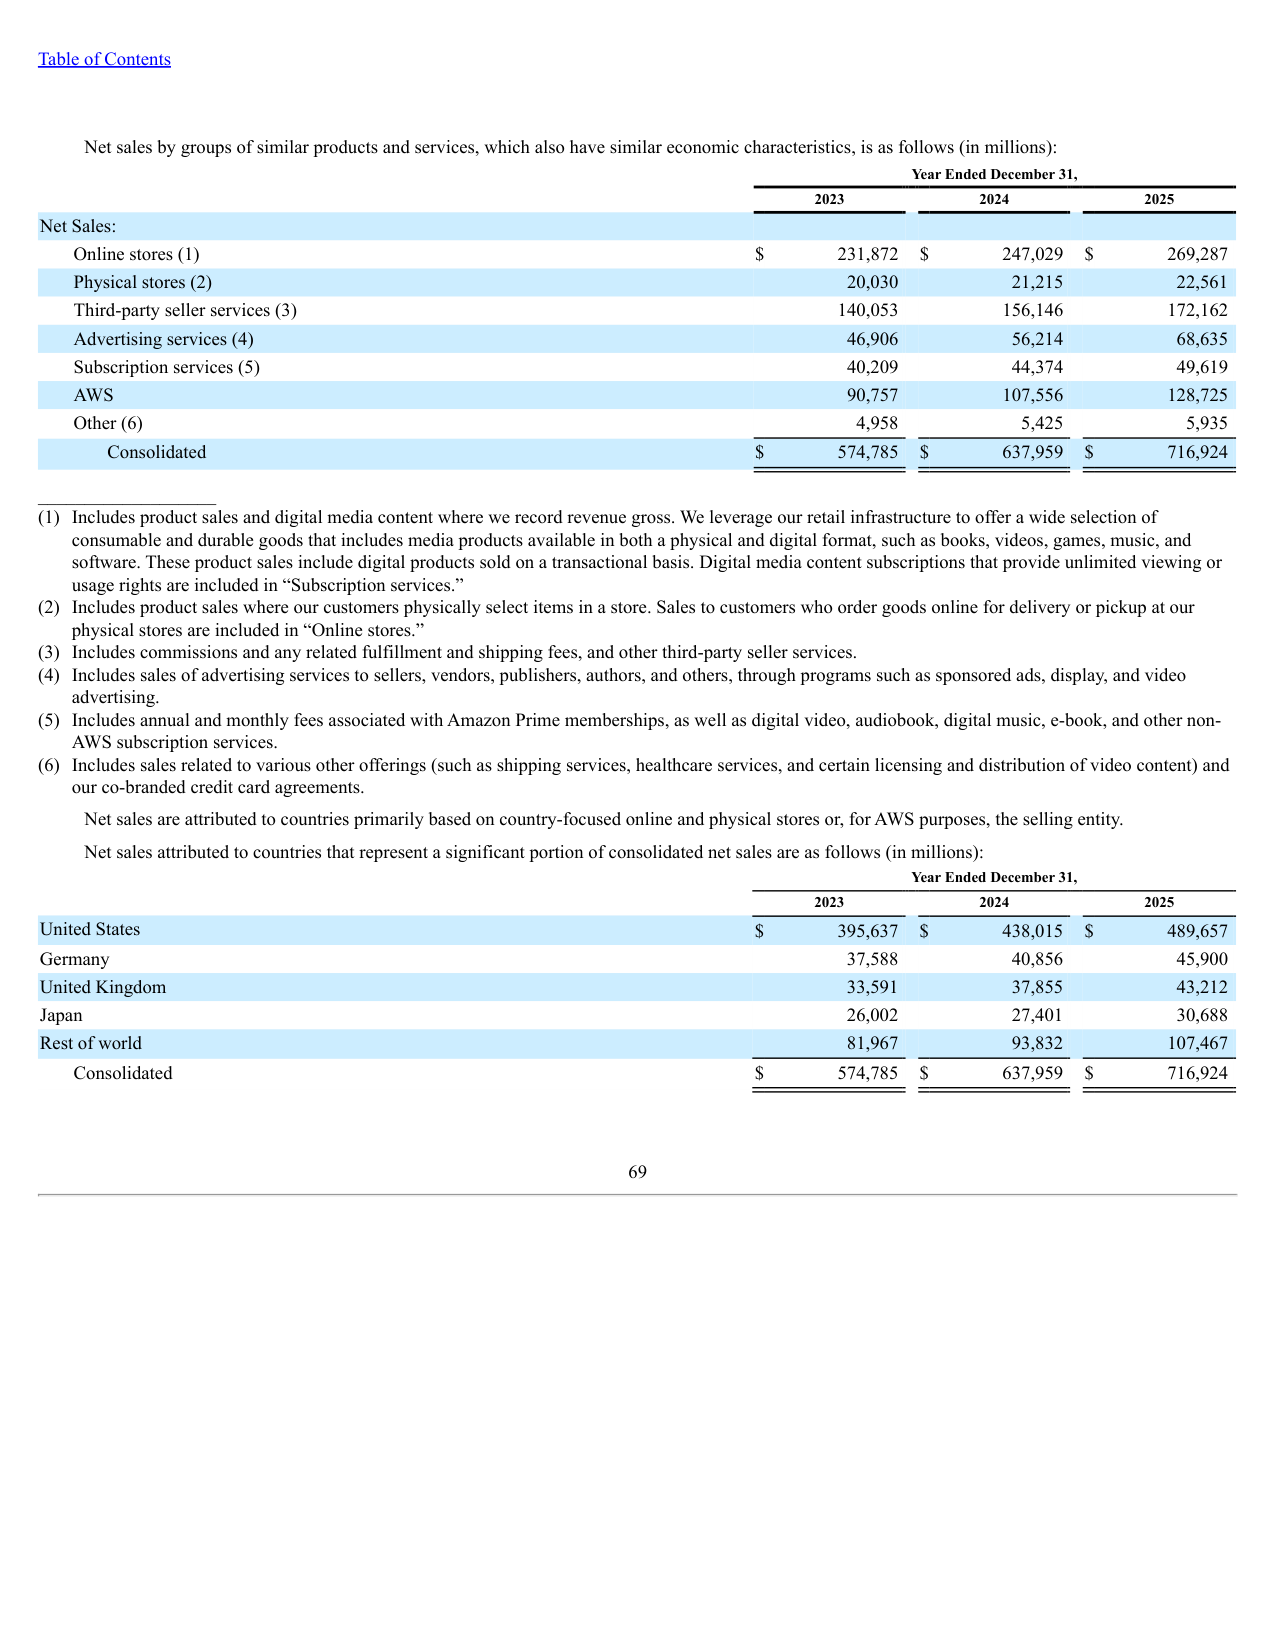 Table of Contents
Net sales by groups of similar products and services, which also have similar economic characteristics, is as follows (in millions):
Year Ended December 31,
2023 2024 2025
Net Sales:
Online stores (1) $ 231,872 $ 247,029 $ 269,287
Physical stores (2) 20,030 21,215 22,561
Third-party seller services (3) 140,053 156,146 172,162
Advertising services (4) 46,906 56,214 68,635
Subscription services (5) 40,209 44,374 49,619
AWS 90,757 107,556 128,725
Other (6) 4,958 5,425 5,935
Consolidated $ 574,785 $ 637,959 $ 716,924
(1) Includes product sales and digital media content where we record revenue gross. We leverage our retail infrastructure to offer a wide selection of
consumable and durable goods that includes media products available in both a physical and digital format, such as books, videos, games, music, and
software. These product sales include digital products sold on a transactional basis. Digital media content subscriptions that provide unlimited viewing or
usage rights are included in “Subscription services.”
(2) Includes product sales where our customers physically select items in a store. Sales to customers who order goods online for delivery or pickup at our
physical stores are included in “Online stores.”
(3) Includes commissions and any related fulfillment and shipping fees, and other third-party seller services.
(4) Includes sales of advertising services to sellers, vendors, publishers, authors, and others, through programs such as sponsored ads, display, and video
advertising.
(5) Includes annual and monthly fees associated with Amazon Prime memberships, as well as digital video, audiobook, digital music, e-book, and other non-
AWS subscription services.
(6) Includes sales related to various other offerings (such as shipping services, healthcare services, and certain licensing and distribution of video content) and
our co-branded credit card agreements.
Net sales are attributed to countries primarily based on country-focused online and physical stores or, for AWS purposes, the selling entity.
Net sales attributed to countries that represent a significant portion of consolidated net sales are as follows (in millions):
Year Ended December 31,
2023 2024 2025
United States $ 395,637 $ 438,015 $ 489,657
Germany 37,588 40,856 45,900
United Kingdom 33,591 37,855 43,212
Japan 26,002 27,401 30,688
Rest of world 81,967 93,832 107,467
Consolidated $ 574,785 $ 637,959 $ 716,924
69